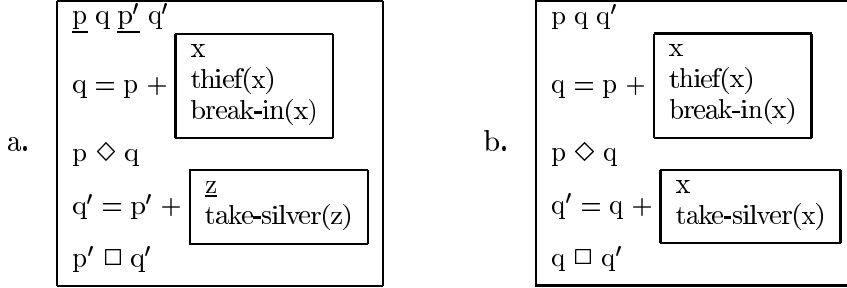 a.
p q p′ q′
q = p +
x
thief(x)
break-in(x)
p ◇ q
q′ = p′ +
z
take-silver(z)
p′ □ q′
b.
p q q′
q = p +
x
thief(x)
break-in(x)
p ◇ q
q′ = q +
x
take-silver(x)
q □ q′